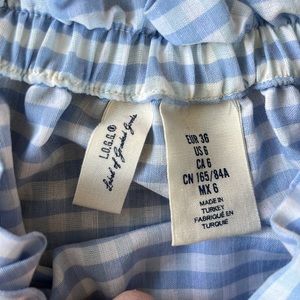 L.O.G.G.®
Label of Graded Goods
EUR 36
US 6
CA 6
CN 165/84A
MX 6
MADE IN
TURKEY
FABRIQUÉ EN
TURQUIE